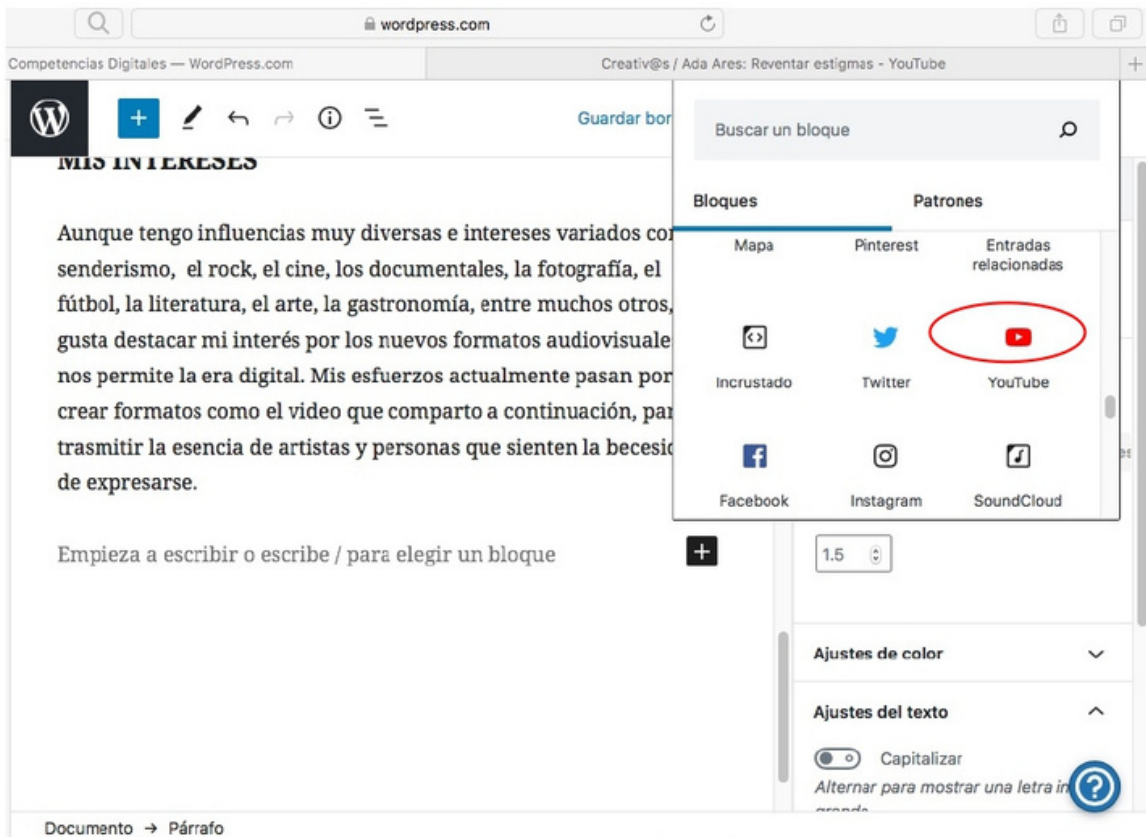 wordpress.com
Competencias Digitales — WordPress.com
Creativ@s / Ada Ares: Reventar estigmas - YouTube
Guardar bor
MIS INTERESES
Aunque tengo influencias muy diversas e intereses variados co
senderismo, el rock, el cine, los documentales, la fotografía, el
fútbol, la literatura, el arte, la gastronomía, entre muchos otros,
gusta destacar mi interés por los nuevos formatos audiovisuale
nos permite la era digital. Mis esfuerzos actualmente pasan por
crear formatos como el video que comparto a continuación, par
trasmitir la esencia de artistas y personas que sienten la becesid
de expresarse.
Empieza a escribir o escribe / para elegir un bloque
Buscar un bloque
Bloques
Patrones
Mapa
Pinterest
Entradas
relacionadas
Incrustado
Twitter
YouTube
Facebook
Instagram
SoundCloud
es
1.5
Ajustes de color
Ajustes del texto
Capitalizar
Alternar para mostrar una letra in
Documento → Párrafo